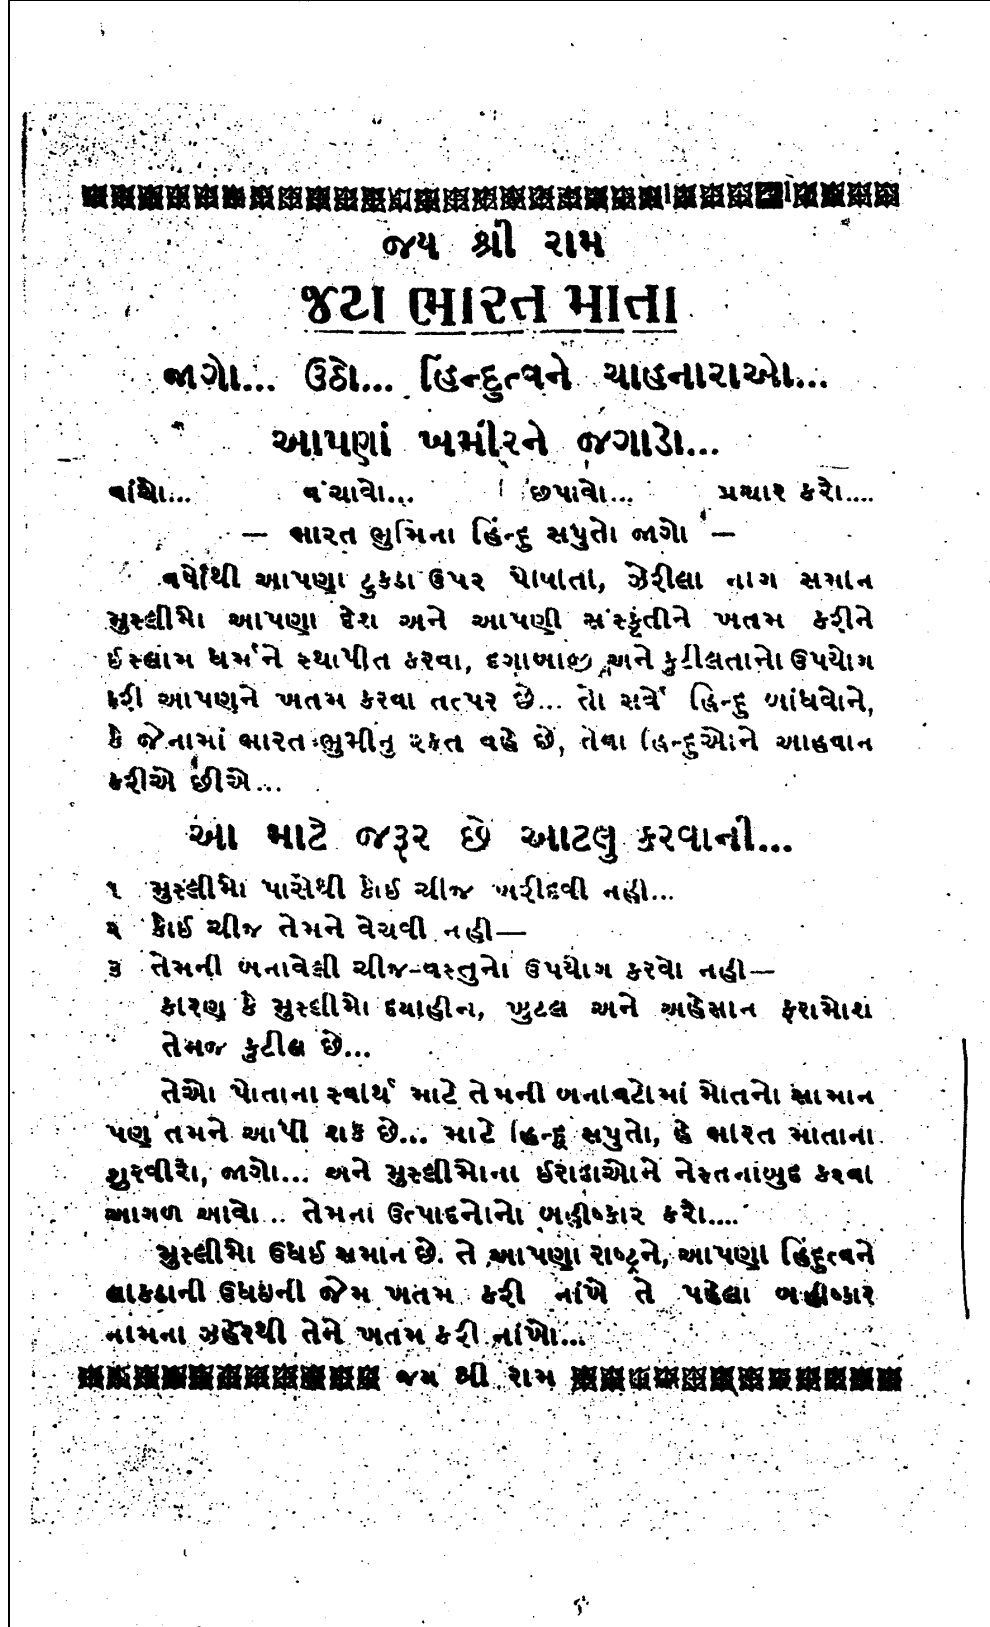 જય શ્રી રામ
જટા ભારત માતા
જાગો... ઉઠો... હિન્દુત્વને ચાહનારાઓ...
આપણાં ખમીરને જગાડો...
વાંચો... વંચાવો... છપાવો... પ્રચાર કરો....
— ભારત ભુમિના હિન્દુ સપુતો જાગો —
વર્ષોથી આપણા ટુકડા ઉપર પોષાતા, ઝેરીલા નાગ સમાન
મુસ્લીમો આપણા દેશ અને આપણી સંસ્કૃતીને ખતમ કરીને
ઈસ્લામ ધર્મને સ્થાપીત કરવા, દગાબાજી અને કુટીલતાનો ઉપયોગ
કરી આપણને ખતમ કરવા તત્પર છે... તો સર્વે હિન્દુ બાંધવોને,
કે જેનામાં ભારત ભુમીનુ રકત વહે છે, તેવા હિન્દુઓને આહવાન
કરીએ છીએ...
આ માટે જરૂર છે આટલુ કરવાની...
૧ મુસ્લીમો પાસેથી કોઈ ચીજ ખરીદવી નહી...
૨ કોઈ ચીજ તેમને વેચવી નહી—
૩ તેમની બનાવેલી ચીજ-વસ્તુનો ઉપયોગ કરવો નહી—
કારણ કે મુસ્લીમો દયાહીન, ખુટલ અને અહેસાન ફરામોશ
તેમજ કુટીલ છે...
તેઓ પોતાના સ્વાર્થ માટે તેમની બનાવટોમાં મોતનો સામાન
પણ તમને આપી શકે છે... માટે હિન્દૂ સપુતો, હે ભારત માતાના
શુરવીરો, જાગો... અને મુસ્લીમોના ઈરાદાઓને નેસ્તનાબુદ કરવા
આગળ આવો... તેમના ઉત્પાદનોનો બહીષ્કાર કરો....
મુસ્લીમો ઉધઈ સમાન છે. તે આપણા રાષ્ટ્રને, આપણા હિંદુત્વને
લાકડાની ઉધઇની જેમ ખતમ કરી નાંખે તે પહેલા બહીષ્કાર
નામના ઝહેરથી તેને ખતમ કરી નાંખો...
જય શ્રી રામ